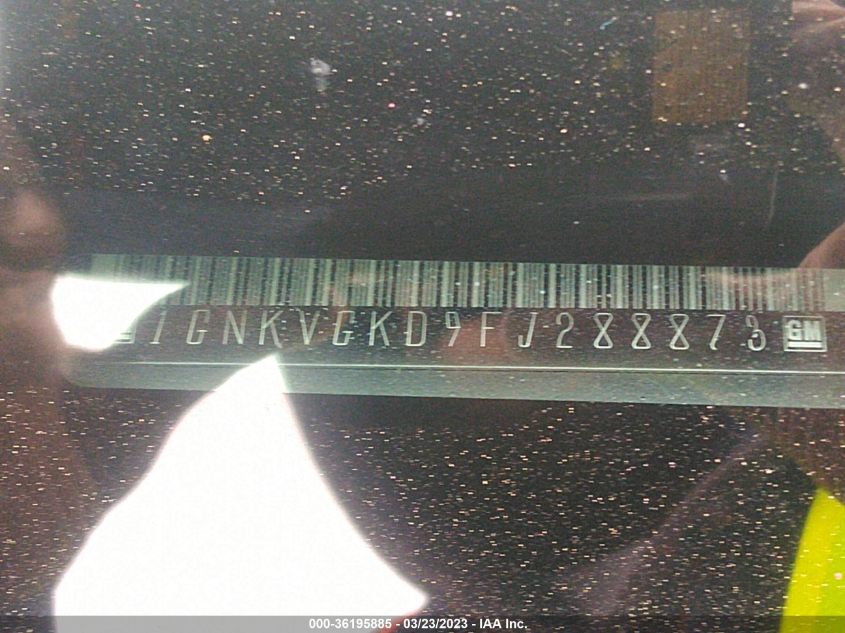 1GNKVGKD9FJ288873 GM
000-36195885 - 03/23/2023 - IAA Inc.